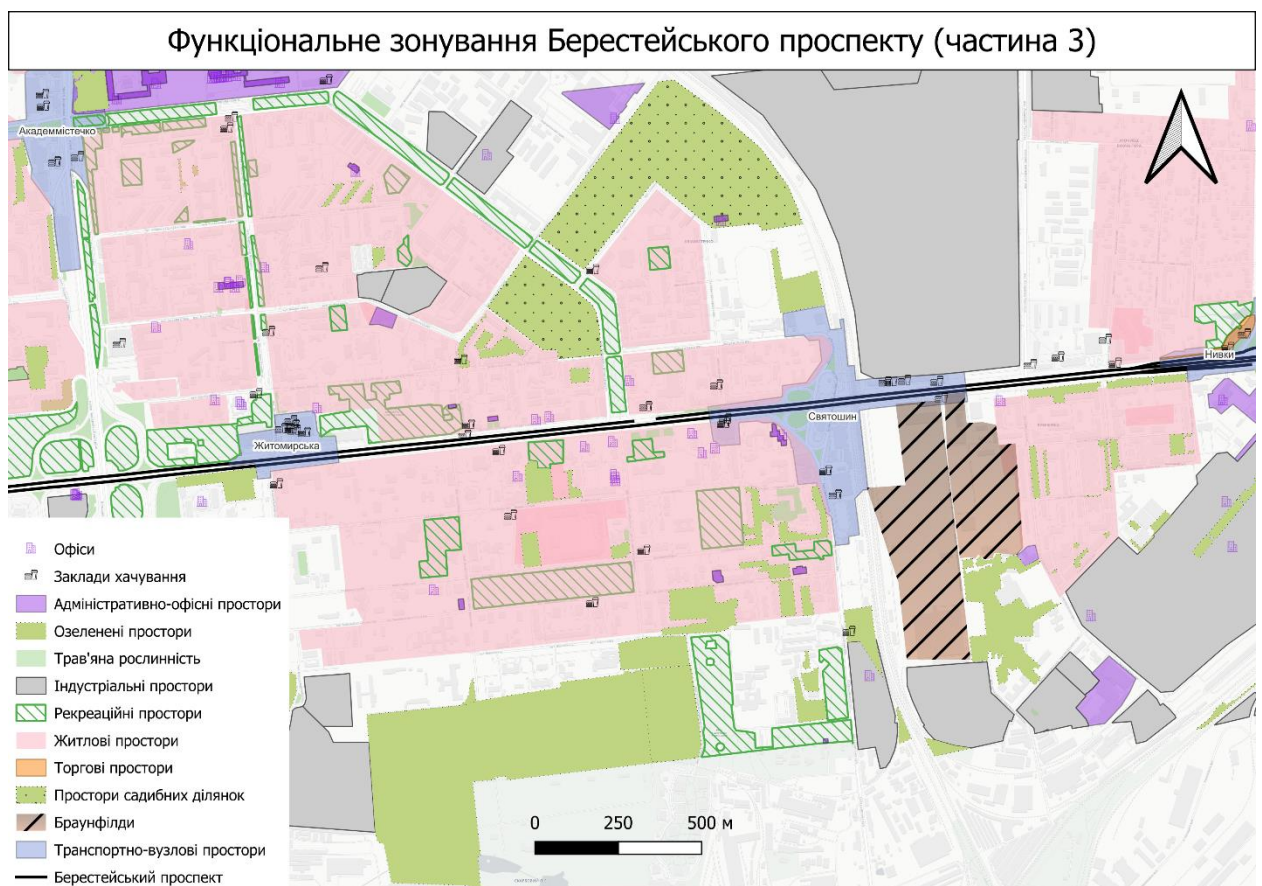 Функціональне зонування Берестейського проспекту (частина 3)
Академмістечко
Нивки
Святошин
Житомирська
Офіси
Заклади хачування
Адміністративно-офісні простори
Озеленені простори
Трав'яна рослинність
Індустріальні простори
Рекреаційні простори
Житлові простори
Торгові простори
Простори садибних ділянок
Браунфілди
Транспортно-вузлові простори
Берестейський проспект
0 250 500 м